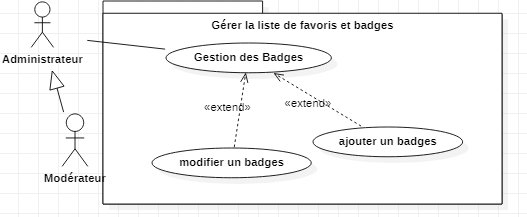 Gérer la liste de favoris et badges
Administrateur
Gestion des Badges
«extend»
«extend»
ajouter un badges
modifier un badges
Modérateur